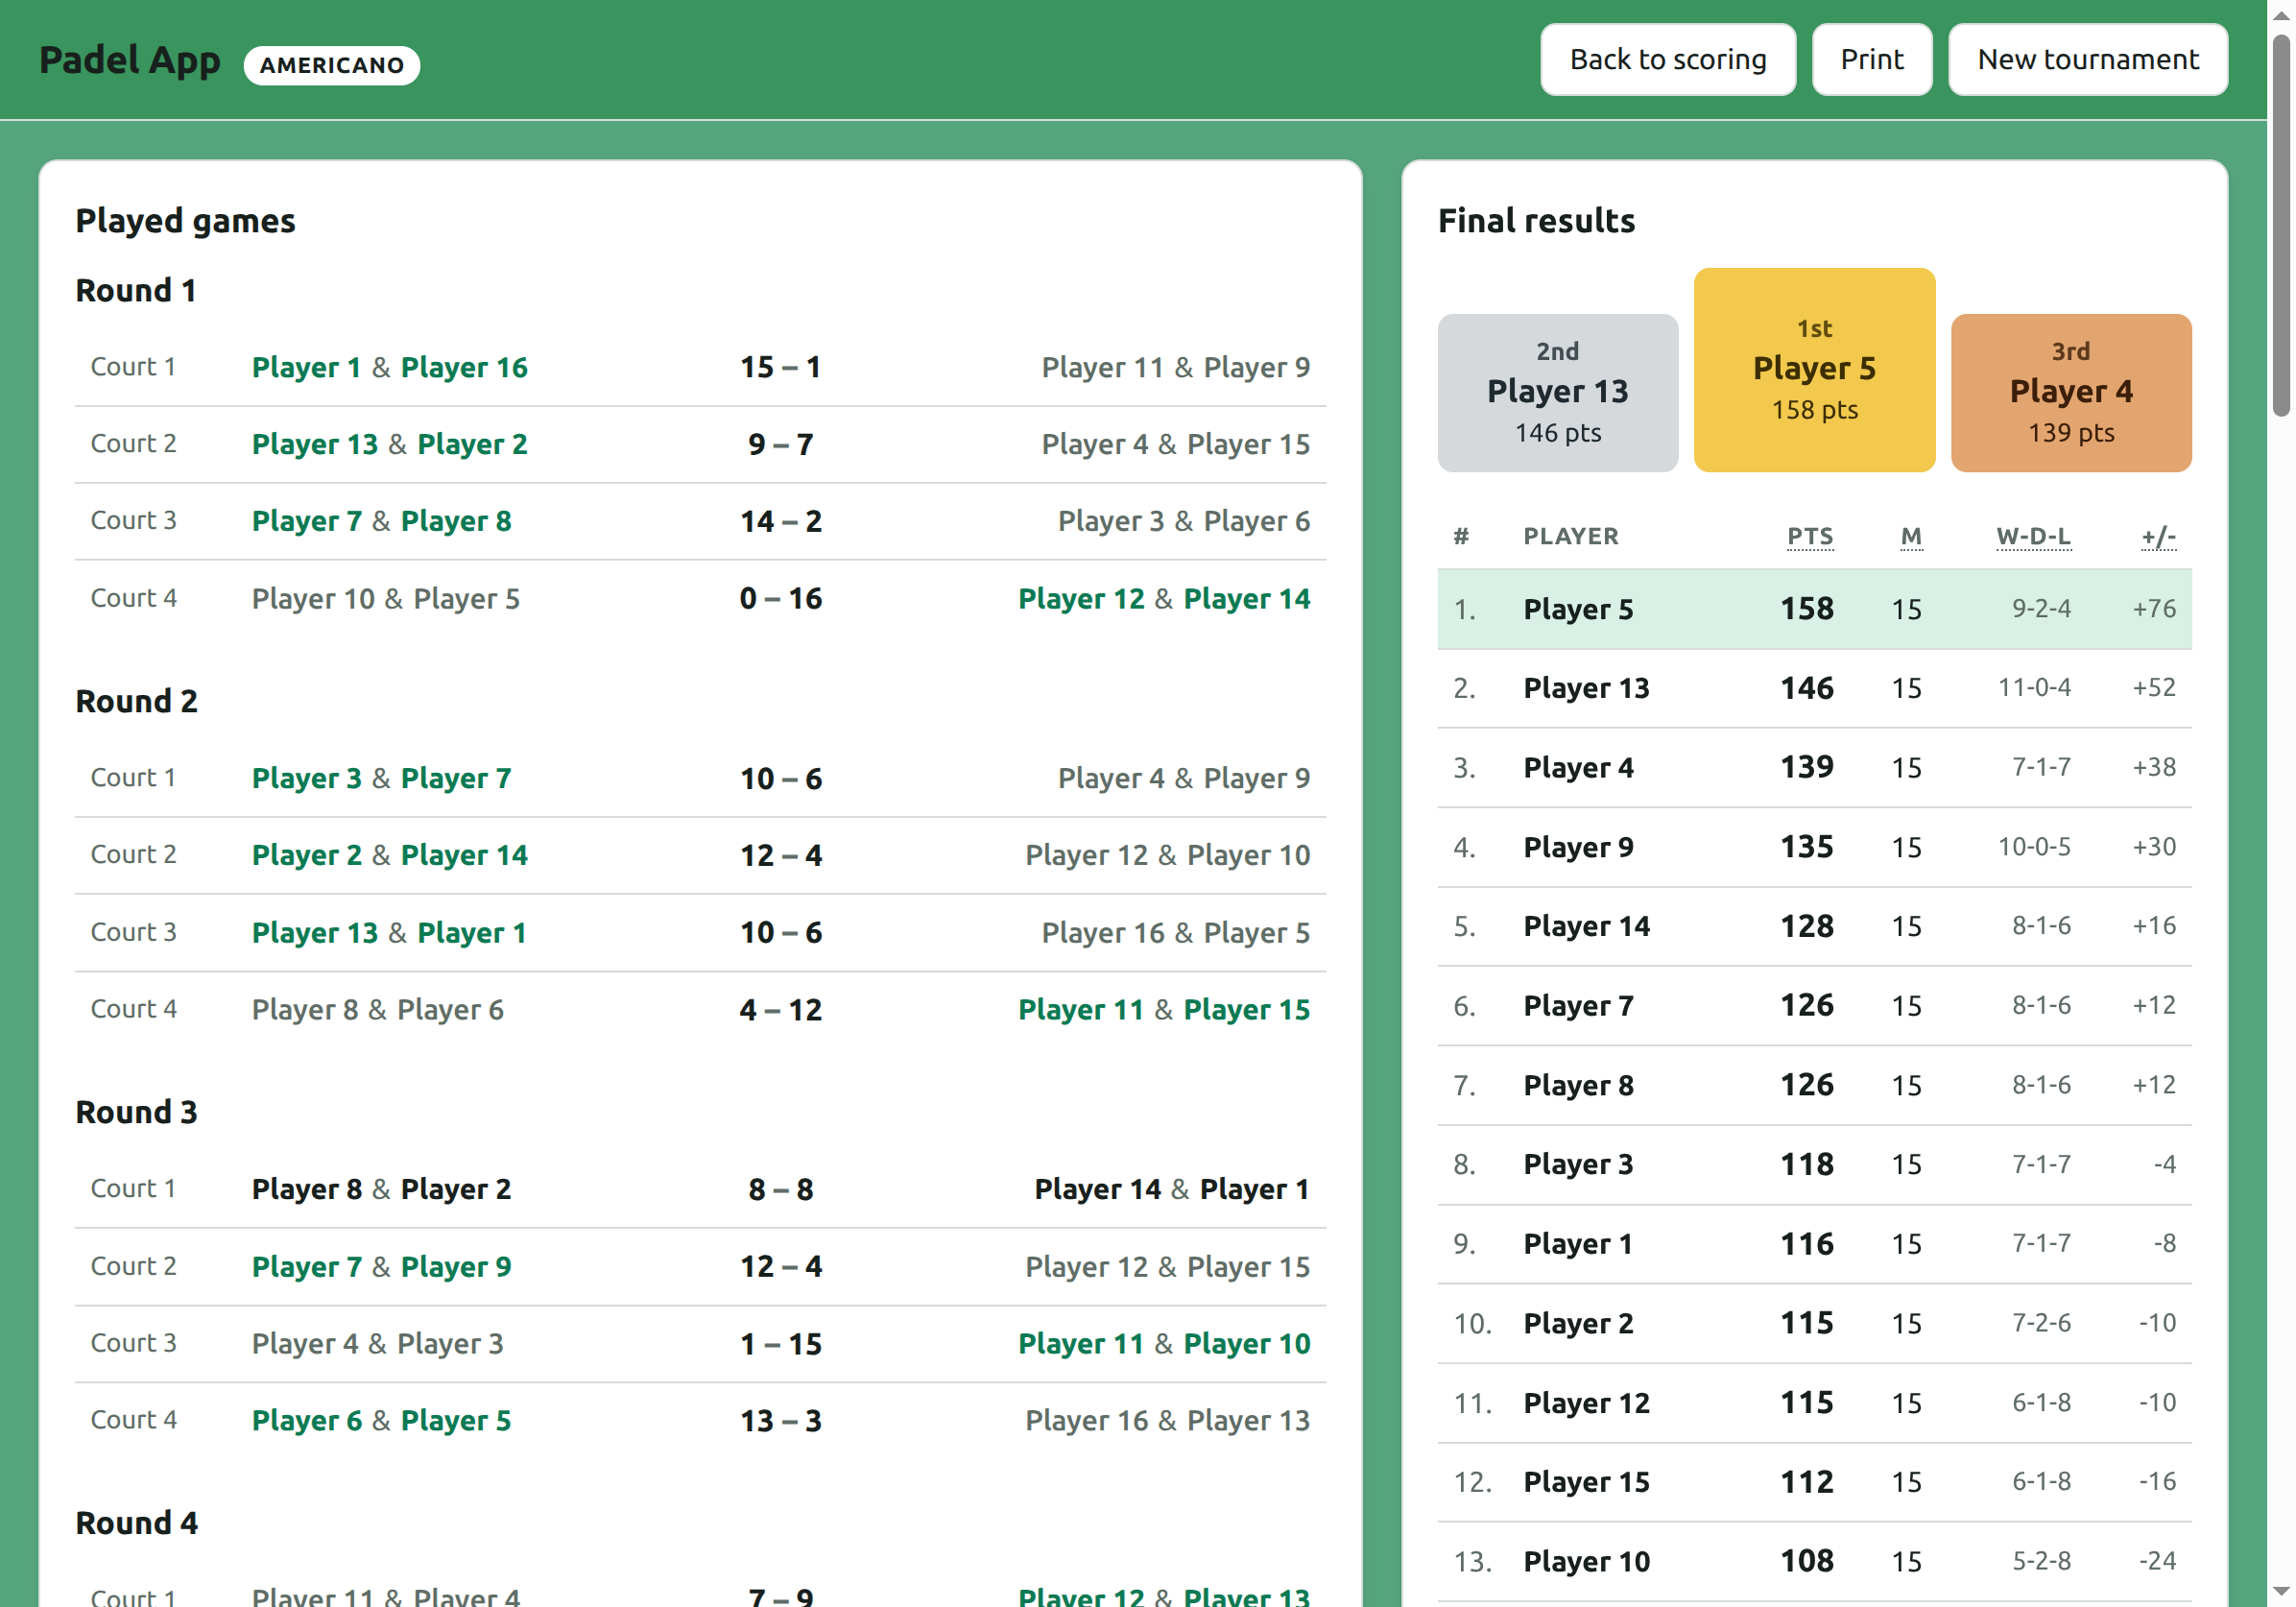 Padel App AMERICANO Back to scoring Print New tournament
Played games
Round 1
Court 1 Player 1 & Player 16 15 – 1 Player 11 & Player 9
Court 2 Player 13 & Player 2 9 – 7 Player 4 & Player 15
Court 3 Player 7 & Player 8 14 – 2 Player 3 & Player 6
Court 4 Player 10 & Player 5 0 – 16 Player 12 & Player 14
Round 2
Court 1 Player 3 & Player 7 10 – 6 Player 4 & Player 9
Court 2 Player 2 & Player 14 12 – 4 Player 12 & Player 10
Court 3 Player 13 & Player 1 10 – 6 Player 16 & Player 5
Court 4 Player 8 & Player 6 4 – 12 Player 11 & Player 15
Round 3
Court 1 Player 8 & Player 2 8 – 8 Player 14 & Player 1
Court 2 Player 7 & Player 9 12 – 4 Player 12 & Player 15
Court 3 Player 4 & Player 3 1 – 15 Player 11 & Player 10
Court 4 Player 6 & Player 5 13 – 3 Player 16 & Player 13
Round 4
Court 1 Player 11 & Player 4 7 – 9 Player 12 & Player 13
Final results
2nd
Player 13
146 pts
1st
Player 5
158 pts
3rd
Player 4
139 pts
# PLAYER PTS M W-D-L +/-
1. Player 5 158 15 9-2-4 +76
2. Player 13 146 15 11-0-4 +52
3. Player 4 139 15 7-1-7 +38
4. Player 9 135 15 10-0-5 +30
5. Player 14 128 15 8-1-6 +16
6. Player 7 126 15 8-1-6 +12
7. Player 8 126 15 8-1-6 +12
8. Player 3 118 15 7-1-7 -4
9. Player 1 116 15 7-1-7 -8
10. Player 2 115 15 7-2-6 -10
11. Player 12 115 15 6-1-8 -10
12. Player 15 112 15 6-1-8 -16
13. Player 10 108 15 5-2-8 -24